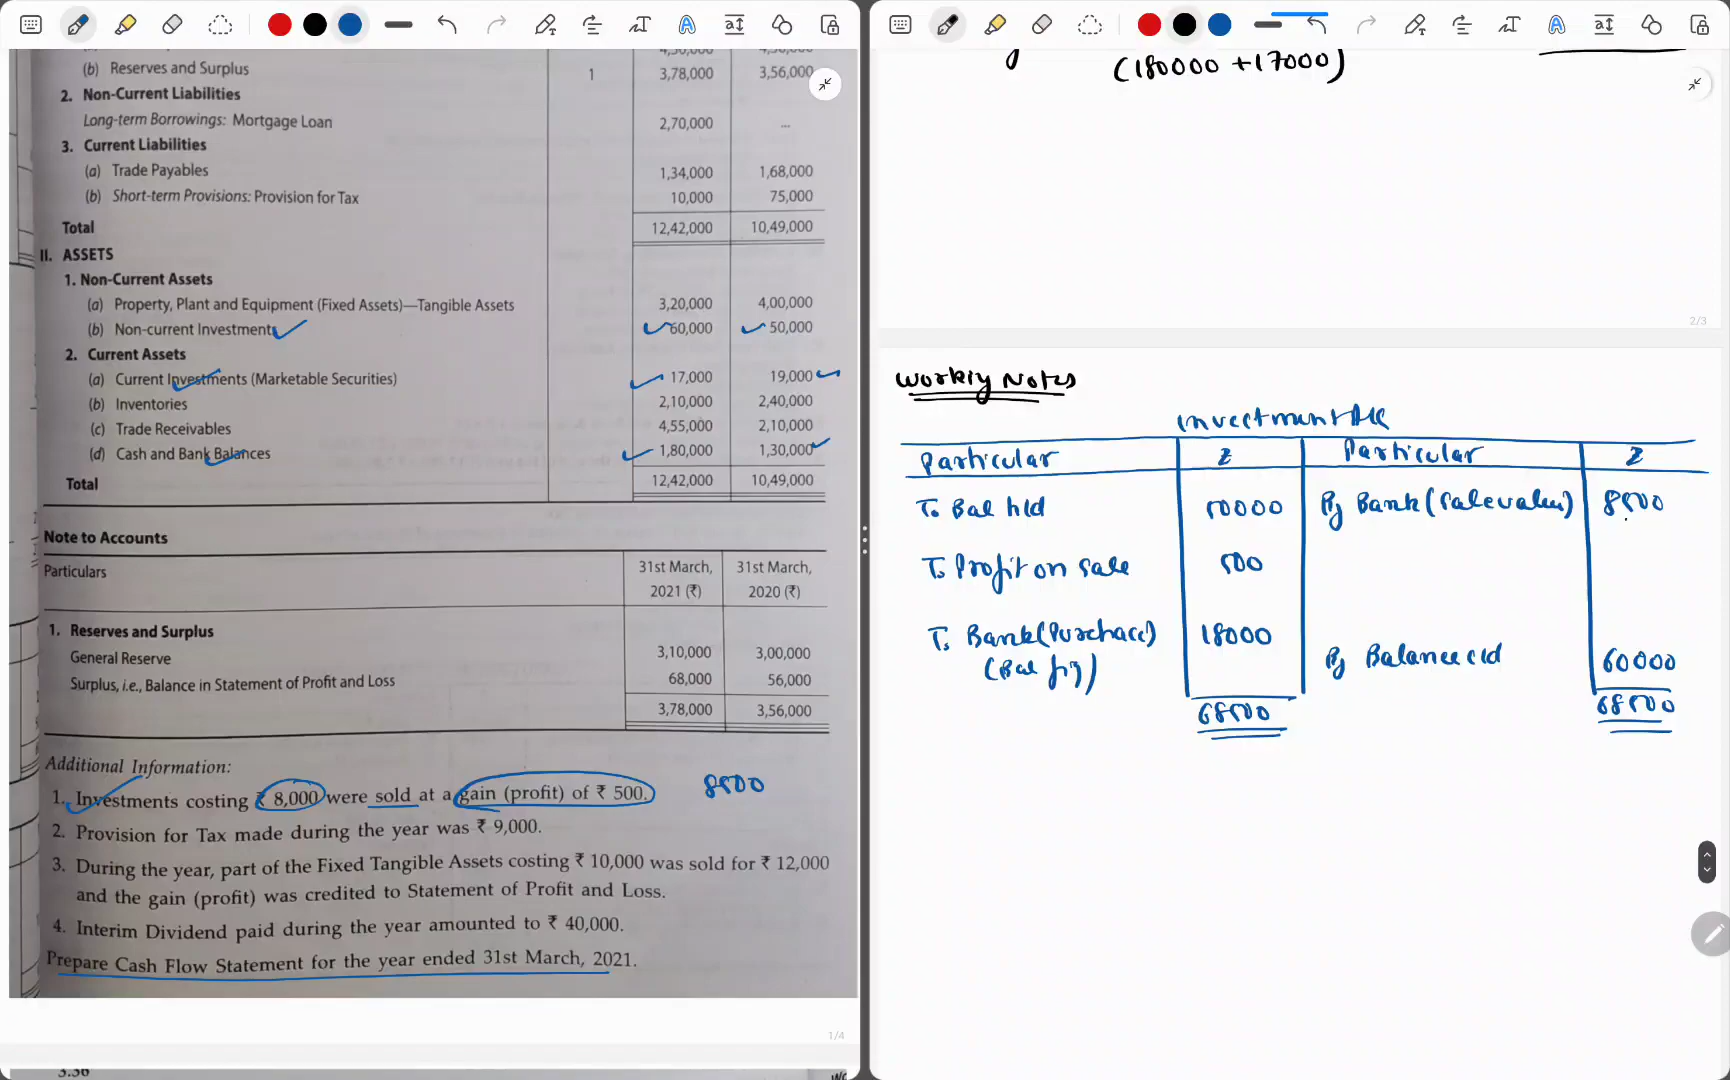 (b) Reserves and Surplus 1 3,78,000 3,56,000
2. Non-Current Liabilities
Long-term Borrowings: Mortgage Loan 2,70,000 ...
3. Current Liabilities
(a) Trade Payables 1,34,000 1,68,000
(b) Short-term Provisions: Provision for Tax 10,000 75,000
Total 12,42,000 10,49,000
II. ASSETS
1. Non-Current Assets
(a) Property, Plant and Equipment (Fixed Assets)—Tangible Assets 3,20,000 4,00,000
(b) Non-current Investments 60,000 50,000
2. Current Assets
(a) Current Investments (Marketable Securities) 17,000 19,000
(b) Inventories 2,10,000 2,40,000
(c) Trade Receivables 4,55,000 2,10,000
(d) Cash and Bank Balances 1,80,000 1,30,000
Total 12,42,000 10,49,000
Note to Accounts
Particulars 31st March, 2021 (₹) 31st March, 2020 (₹)
1. Reserves and Surplus
General Reserve 3,10,000 3,00,000
Surplus, i.e., Balance in Statement of Profit and Loss 68,000 56,000
3,78,000 3,56,000
Additional Information:
1. Investments costing ₹ 8,000 were sold at a gain (profit) of ₹ 500. 8500
2. Provision for Tax made during the year was ₹ 9,000.
3. During the year, part of the Fixed Tangible Assets costing ₹ 10,000 was sold for ₹ 12,000
and the gain (profit) was credited to Statement of Profit and Loss.
4. Interim Dividend paid during the year amounted to ₹ 40,000.
Prepare Cash Flow Statement for the year ended 31st March, 2021.
1/4
3.36
(180000 + 17000)
2/3
Working Notes
Investment A/c
Particular ₹ Particular ₹
To Bal b/d 50000 By Bank (Sale value) 8500
To Profit on sale 500
To Bank (Purchase) 18000
(Bal fig) By Balance c/d 60000
68500 68500